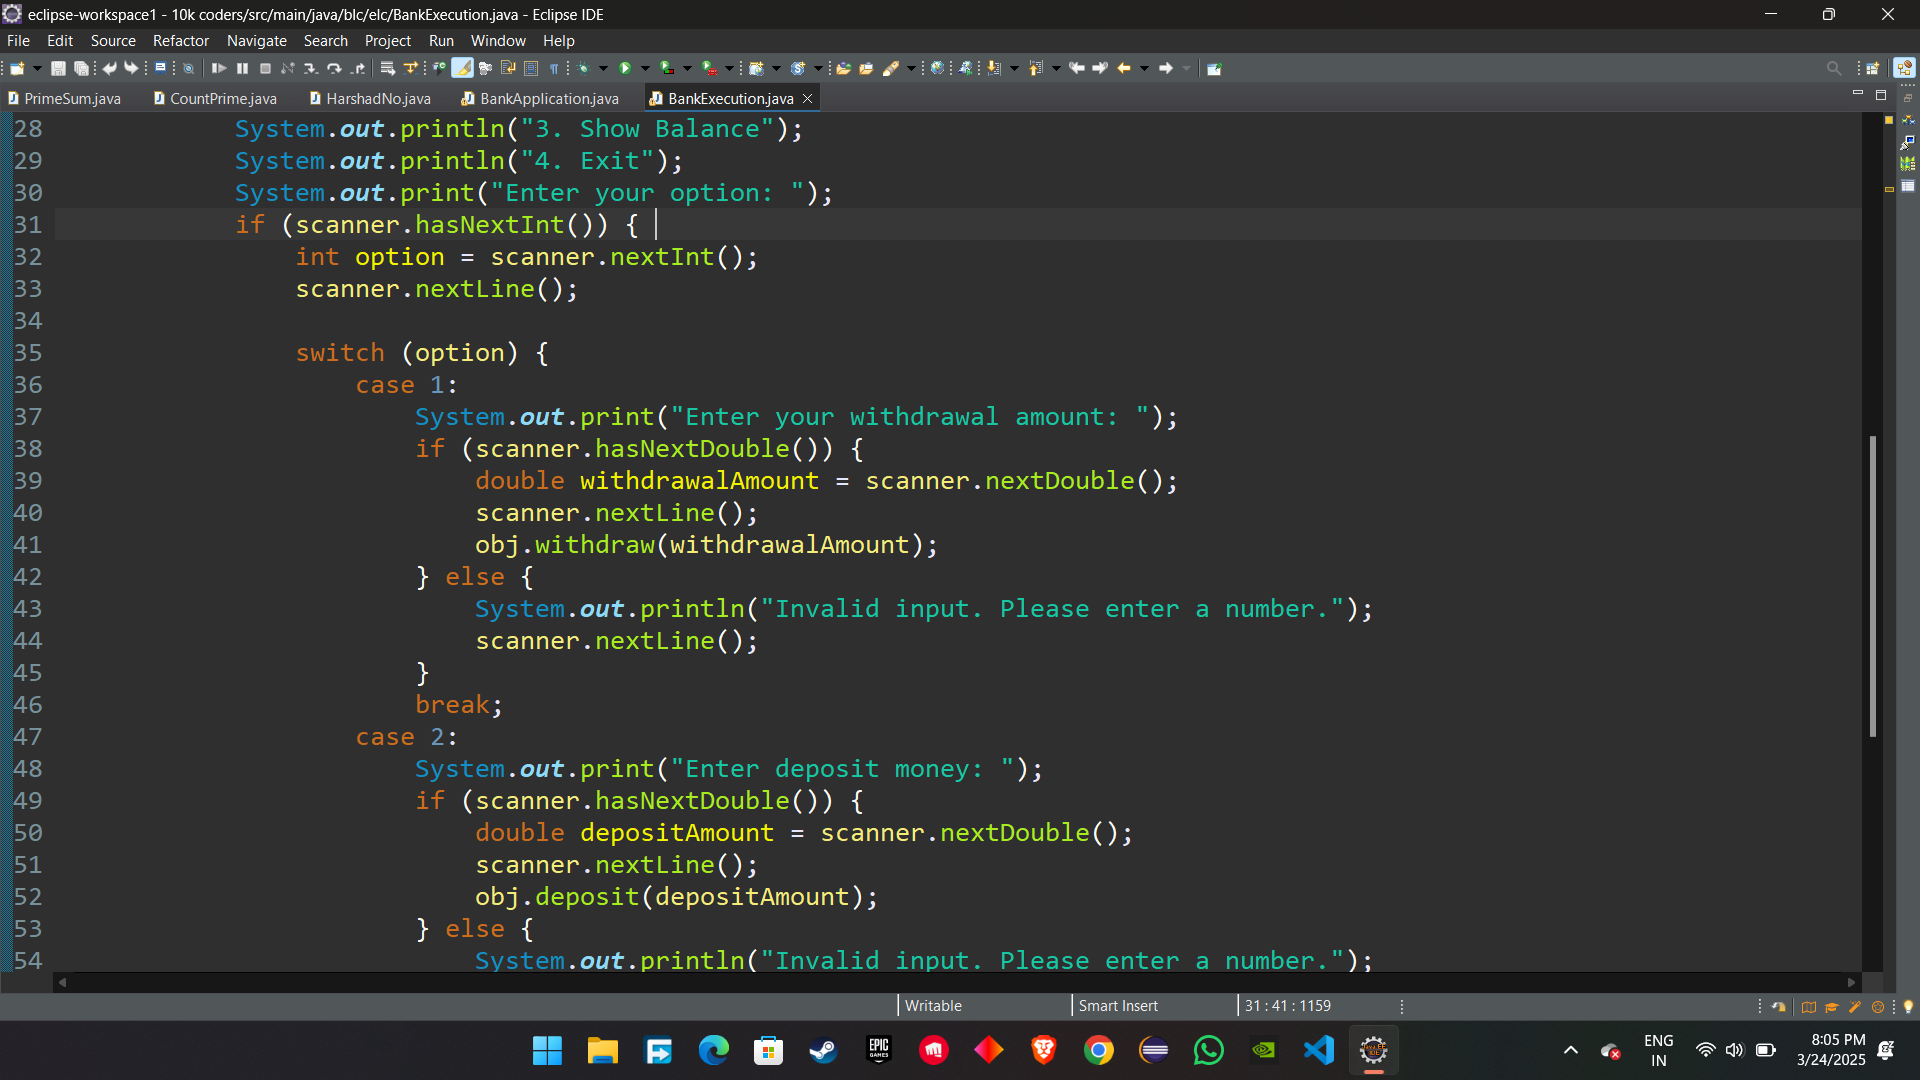 eclipse-workspace1 - 10k coders/src/main/java/blc/elc/BankExecution.java - Eclipse IDE
File Edit Source Refactor Navigate Search Project Run Window Help
PrimeSum.java CountPrime.java HarshadNo.java BankApplication.java BankExecution.java
28 System.out.println("3. Show Balance");
29 System.out.println("4. Exit");
30 System.out.print("Enter your option: ");
31 if (scanner.hasNextInt()) {
32 int option = scanner.nextInt();
33 scanner.nextLine();
34
35 switch (option) {
36 case 1:
37 System.out.print("Enter your withdrawal amount: ");
38 if (scanner.hasNextDouble()) {
39 double withdrawalAmount = scanner.nextDouble();
40 scanner.nextLine();
41 obj.withdraw(withdrawalAmount);
42 } else {
43 System.out.println("Invalid input. Please enter a number.");
44 scanner.nextLine();
45 }
46 break;
47 case 2:
48 System.out.print("Enter deposit money: ");
49 if (scanner.hasNextDouble()) {
50 double depositAmount = scanner.nextDouble();
51 scanner.nextLine();
52 obj.deposit(depositAmount);
53 } else {
54 System.out.println("Invalid input. Please enter a number.");
Writable Smart Insert 31 : 41 : 1159
EPIC GAMES
ENG 8:05 PM
IN 3/24/2025